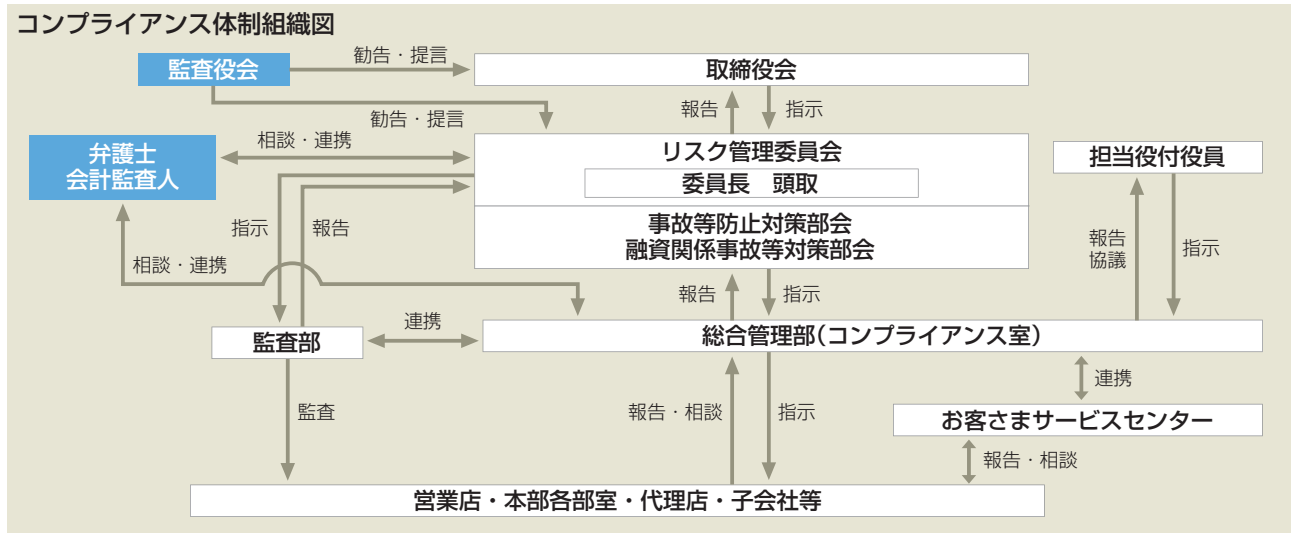 コンプライアンス体制組織図
監査役会
勧告・提言
取締役会
勧告・提言
報告
指示
弁護士
会計監査人
相談・連携
リスク管理委員会
委員長　頭取
担当役付役員
指示
報告
事故等防止対策部会
融資関係事故等対策部会
報告
協議
指示
相談・連携
報告
指示
監査部
連携
総合管理部（コンプライアンス室）
監査
報告・相談
指示
連携
お客さまサービスセンター
報告・相談
営業店・本部各部室・代理店・子会社等